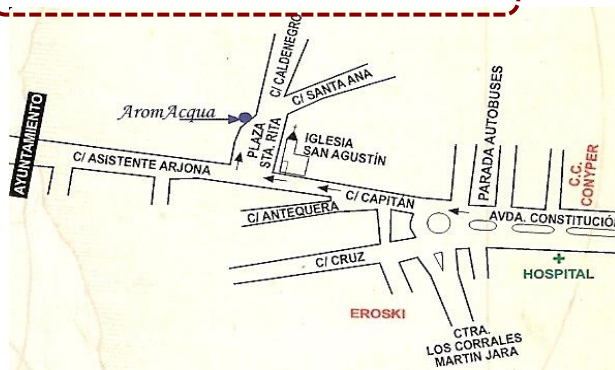 C/ CALDENEGRO
C/ SANTA ANA
AromAcqua
PLAZA
STA. RITA
IGLESIA
SAN AGUSTÍN
AYUNTAMIENTO
C/ ASISTENTE ARJONA
C/ CAPITÁN
PARADA AUTOBUSES
C.C.
CONYPER
C/ ANTEQUERA
AVDA. CONSTITUCIÓN
C/ CRUZ
HOSPITAL
EROSKI
CTRA.
LOS CORRALES
MARTIN JARA